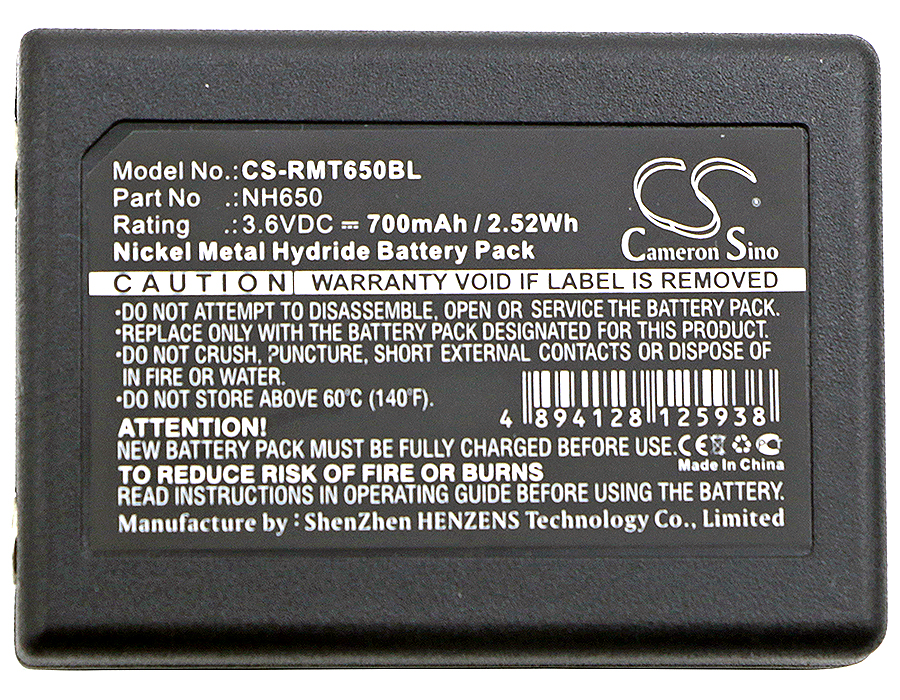 Model No.:CS-RMT650BL
Part No .:NH650
Rating .:3.6VDC ⎓ 700mAh / 2.52Wh
Nickel Metal Hydride Battery Pack
CS
®
Cameron Sino
CAUTION WARRANTY VOID IF LABEL IS REMOVED
•DO NOT ATTEMPT TO DISASSEMBLE, OPEN OR SERVICE THE BATTERY PACK.
•REPLACE ONLY WITH THE BATTERY PACK DESIGNATED FOR THIS PRODUCT.
•DO NOT CRUSH, PUNCTURE, SHORT EXTERNAL CONTACTS OR DISPOSE OF
IN FIRE OR WATER.
•DO NOT STORE ABOVE 60°C (140°F).
4 894128 125938
ATTENTION!
NEW BATTERY PACK MUST BE FULLY CHARGED BEFORE USE. CE
Made In China
TO REDUCE RISK OF FIRE OR BURNS
READ INSTRUCTIONS IN OPERATING GUIDE BEFORE USING THE BATTERY.
Manufacture by : ShenZhen HENZENS Technology Co., Limited